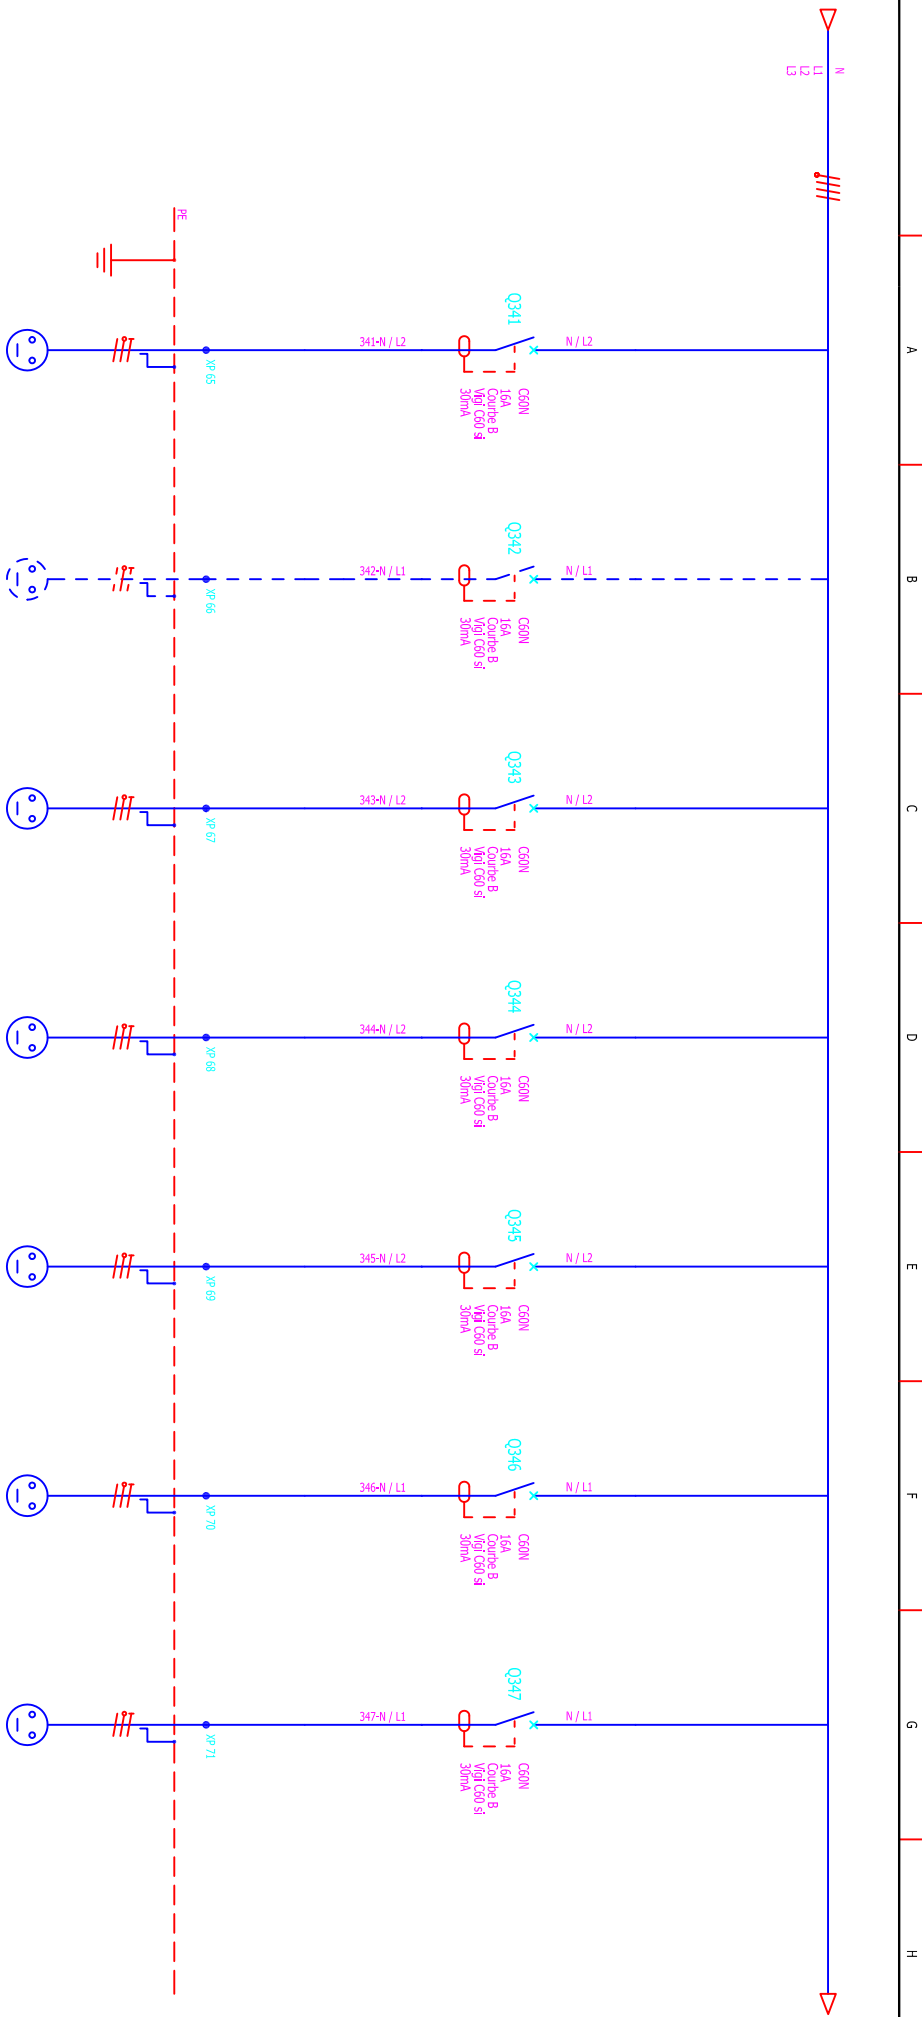 N
L1
L2
L3
PE
A
Q341
N / L2
C60N
16A
Courbe B
Vigi C60 si
30mA
341-N / L2
XP 65
B
Q342
N / L1
C60N
16A
Courbe B
Vigi C60 si
30mA
342-N / L1
XP 66
C
Q343
N / L2
C60N
16A
Courbe B
Vigi C60 si
30mA
343-N / L2
XP 67
D
Q344
N / L2
C60N
16A
Courbe B
Vigi C60 si
30mA
344-N / L2
XP 68
E
Q345
N / L2
C60N
16A
Courbe B
Vigi C60 si
30mA
345-N / L2
XP 69
F
Q346
N / L1
C60N
16A
Courbe B
Vigi C60 si
30mA
346-N / L1
XP 70
G
Q347
N / L1
C60N
16A
Courbe B
Vigi C60 si
30mA
347-N / L1
XP 71
H